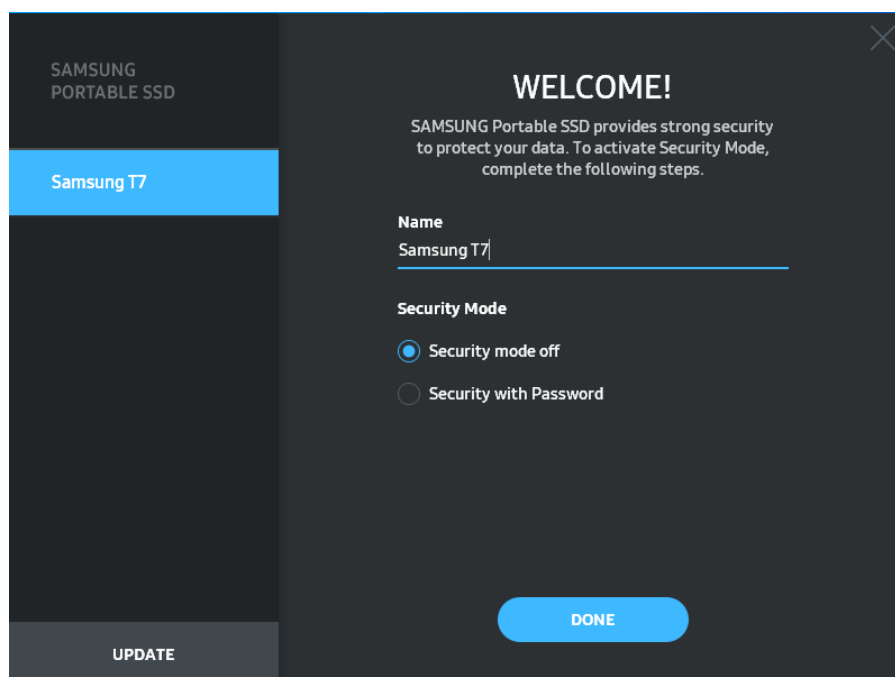 SAMSUNG
PORTABLE SSD
Samsung T7
UPDATE
WELCOME!
SAMSUNG Portable SSD provides strong security
to protect your data. To activate Security Mode,
complete the following steps.
Name
Samsung T7
Security Mode
Security mode off
Security with Password
DONE